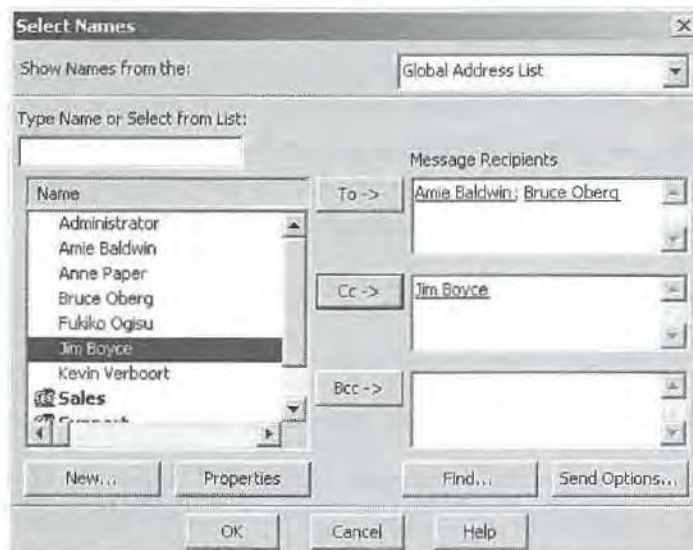 Select Names
Show Names from the:
Global Address List
Type Name or Select from List:
Message Recipients
Name
Administrator
Amie Baldwin
Anne Paper
Bruce Oberg
Fukiko Ogisu
Jim Boyce
Kevin Verboort
Sales
To ->
Amie Baldwin; Bruce Oberg
Cc ->
Jim Boyce
Bcc ->
New...
Properties
Find...
Send Options...
OK
Cancel
Help